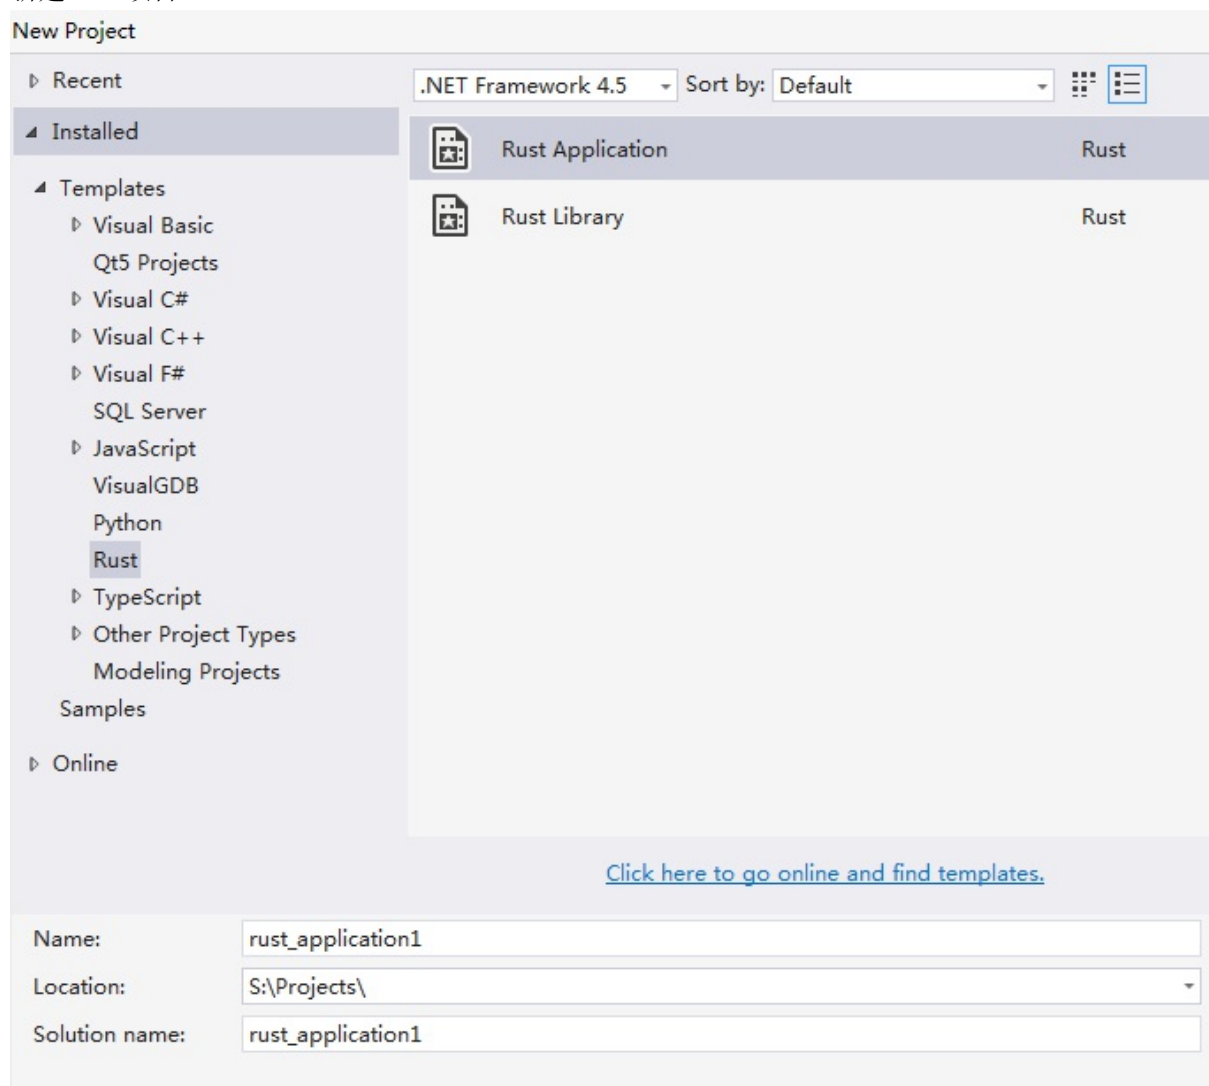 New Project
Recent
.NET Framework 4.5
Sort by:
Default
Installed
Rust Application
Rust
Templates
Rust Library
Rust
Visual Basic
Qt5 Projects
Visual C#
Visual C++
Visual F#
SQL Server
JavaScript
VisualGDB
Python
Rust
TypeScript
Other Project Types
Modeling Projects
Samples
Online
Click here to go online and find templates.
Name:
rust_application1
Location:
S:\Projects\
Solution name:
rust_application1